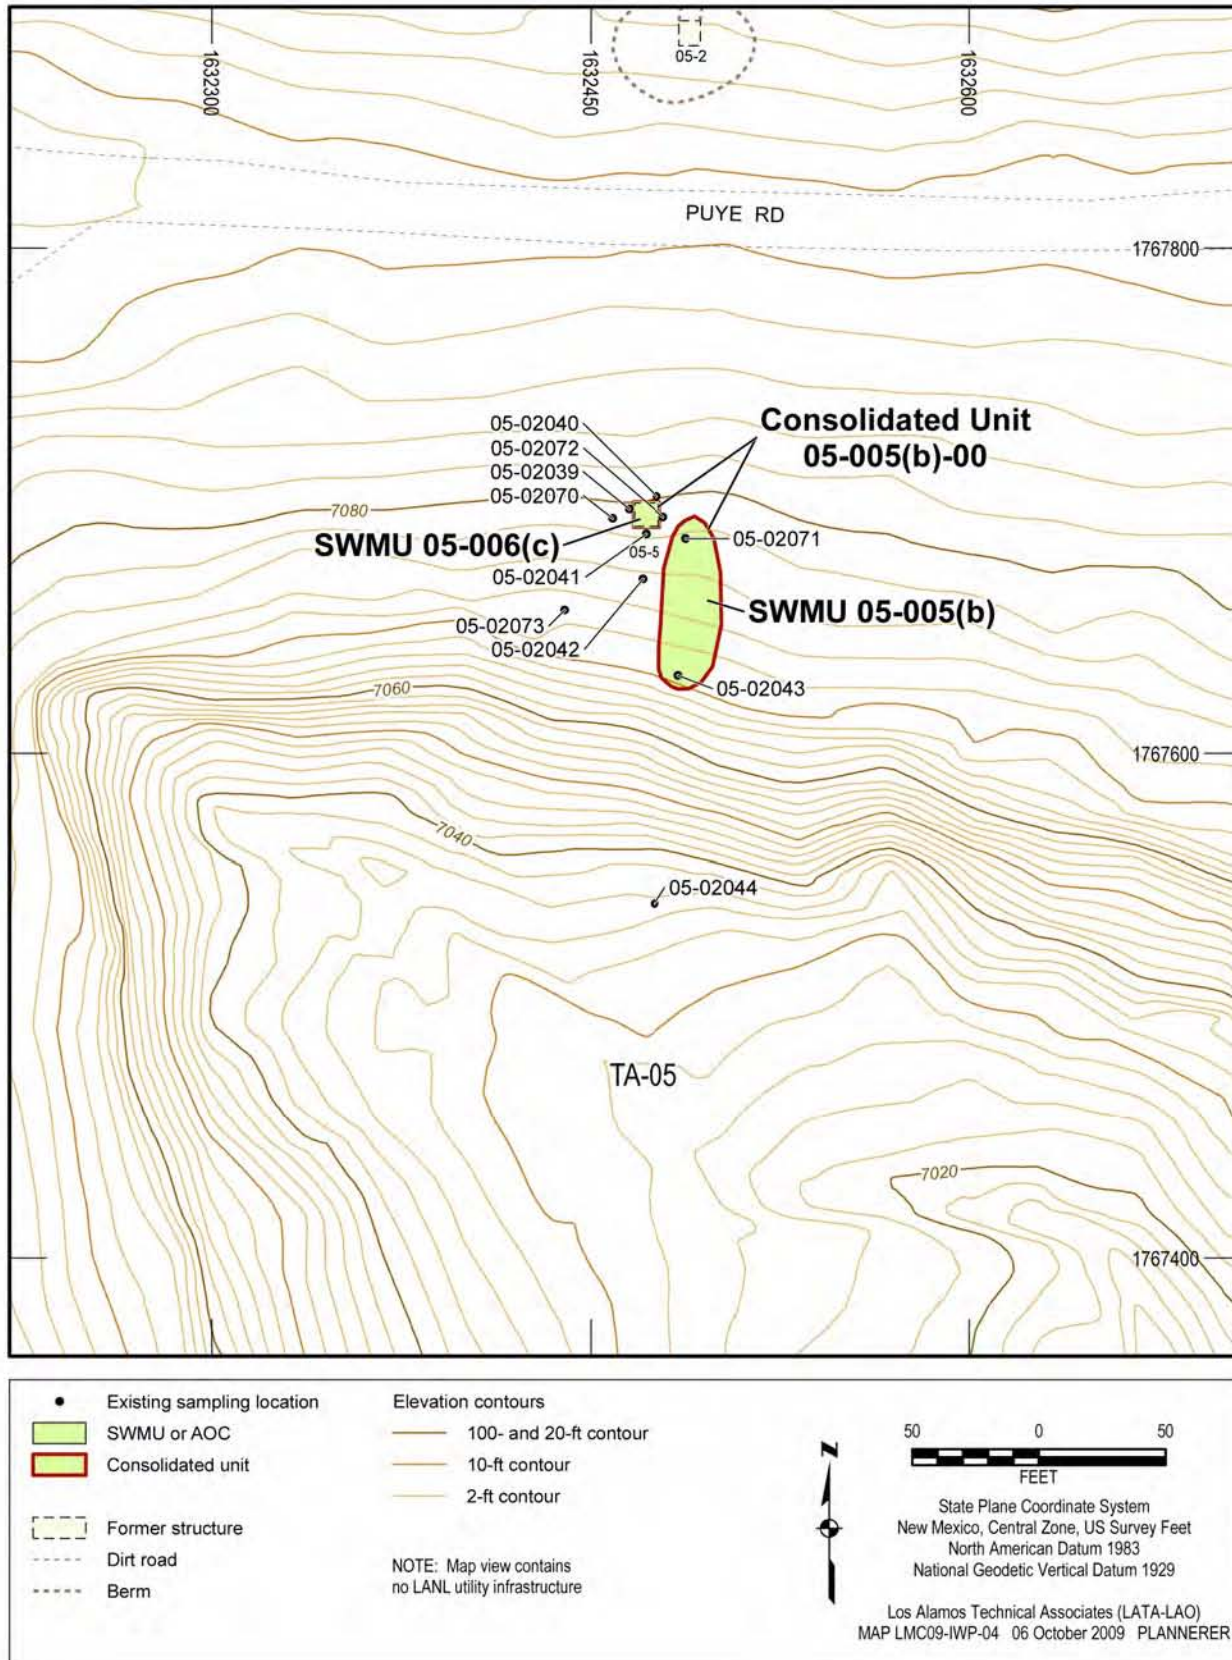 1632300
1632450
1632600
05-2
PUYE RD
1767800
05-02040
05-02072
05-02039
05-02070
Consolidated Unit
05-005(b)-00
7080
SWMU 05-006(c)
05-5
05-02071
05-02041
05-02073
05-02042
SWMU 05-005(b)
05-02043
7060
1767600
7040
05-02044
TA-05
7020
1767400
Existing sampling location
SWMU or AOC
Consolidated unit
Former structure
Dirt road
Berm
Elevation contours
100- and 20-ft contour
10-ft contour
2-ft contour
NOTE: Map view contains
no LANL utility infrastructure
N
50 0 50
FEET
State Plane Coordinate System
New Mexico, Central Zone, US Survey Feet
North American Datum 1983
National Geodetic Vertical Datum 1929
Los Alamos Technical Associates (LATA-LAO)
MAP LMC09-IWP-04 06 October 2009 PLANNERER